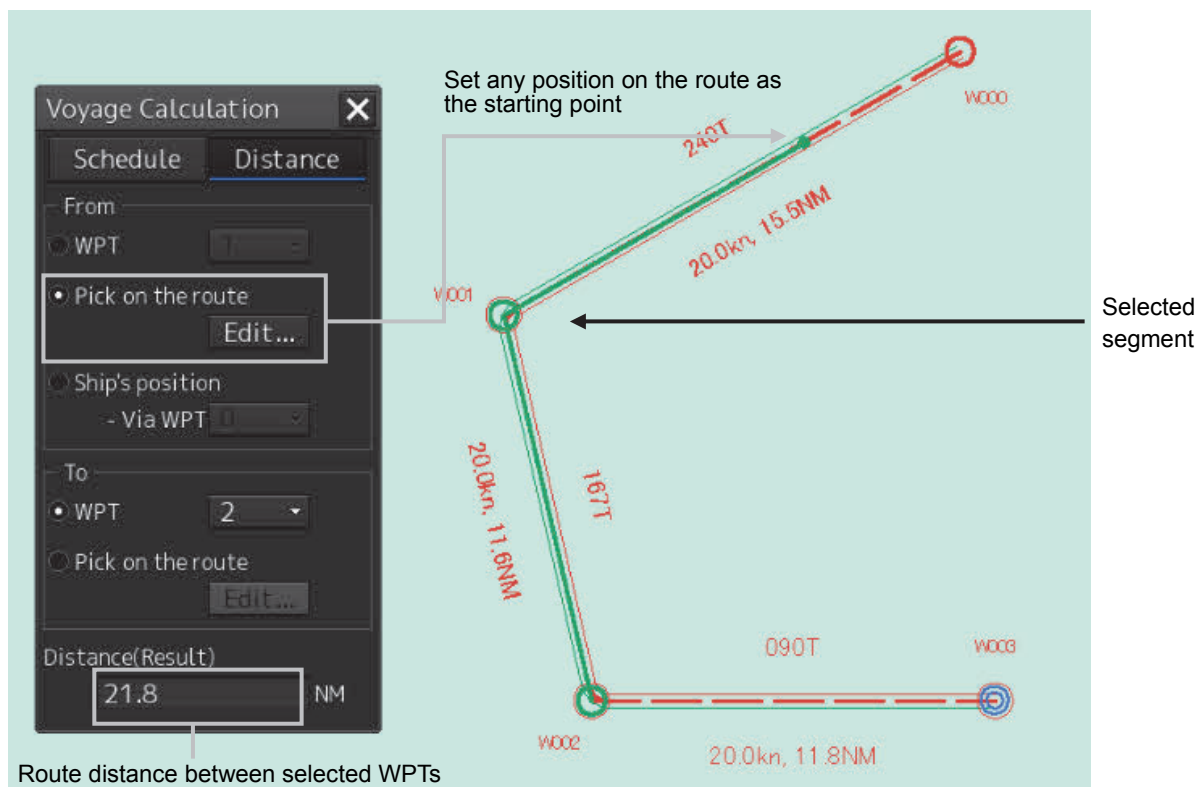 Voyage Calculation
Schedule Distance
From
WPT 1
Pick on the route
Edit...
Ship's position
- Via WPT 0
To
WPT 2
Pick on the route
Edit...
Distance(Result)
21.8 NM
Route distance between selected WPTs
Set any position on the route as
the starting point
W000
240T
20.0kn, 15.5NM
W001
Selected
segment
20.0kn, 11.6NM
167T
090T
W003
W002
20.0kn, 11.8NM